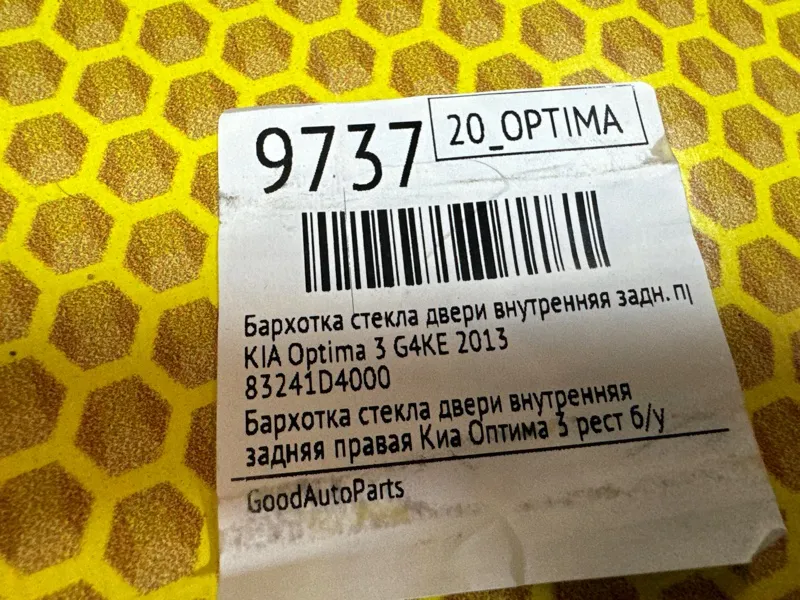 9737
20_OPTIMA
Бархотка стекла двери внутренняя задн.
KIA Optima 3 G4KE 2013
83241D4000
Бархотка стекла двери внутренняя
задняя правая Киа Оптима 3 рест б/у
GoodAutoParts